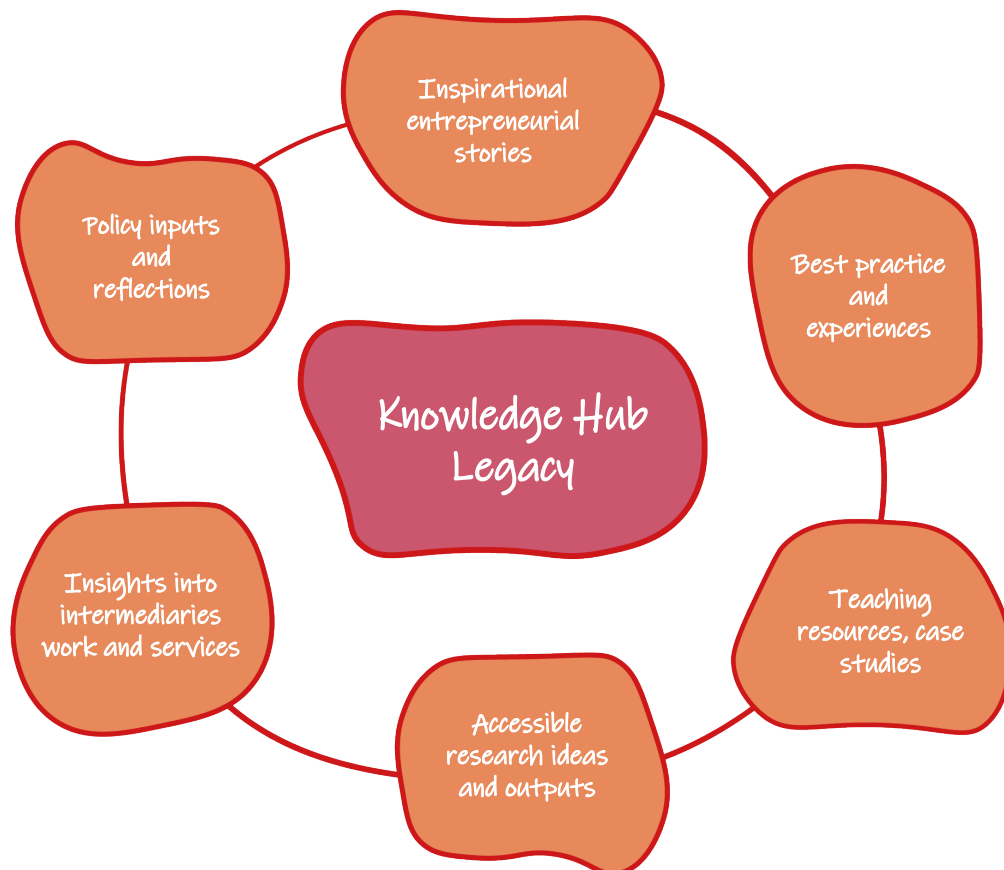 Inspirational
entrepreneurial
stories
Policy inputs
and
reflections
Best practice
and
experiences
Knowledge Hub
Legacy
Insights into
intermediaries
work and services
Teaching
resources, case
studies
Accessible
research ideas
and outputs